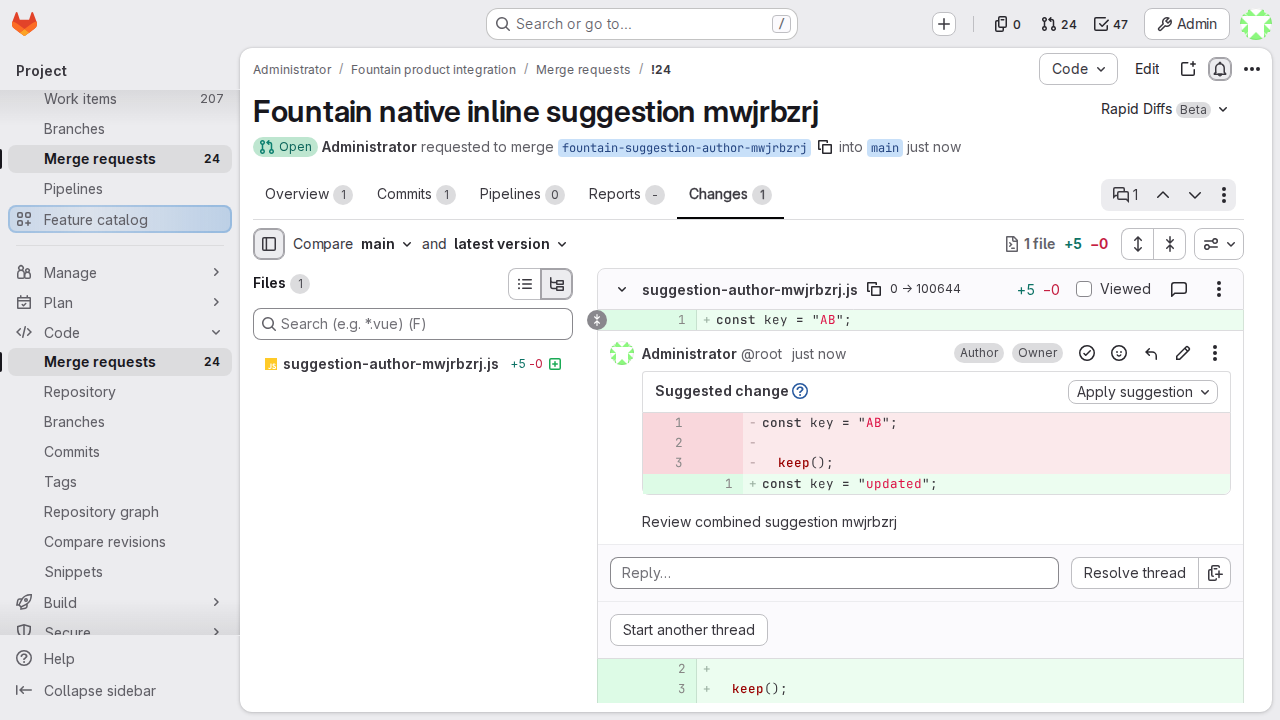 Search or go to... /
0 24 47 Admin
Project
Work items 207
Branches
Merge requests 24
Pipelines
Feature catalog
Manage
Plan
Code
Merge requests 24
Repository
Branches
Commits
Tags
Repository graph
Compare revisions
Snippets
Build
Secure
Help
Collapse sidebar
Administrator / Fountain product integration / Merge requests / !24
Code Edit
Fountain native inline suggestion mwjrbzrj
Rapid Diffs Beta
Open Administrator requested to merge fountain-suggestion-author-mwjrbzrj into main just now
Overview 1 Commits 1 Pipelines 0 Reports - Changes 1
1
Compare main and latest version
1 file +5 −0
Files 1
Search (e.g. *.vue) (F)
suggestion-author-mwjrbzrj.js +5 -0
suggestion-author-mwjrbzrj.js 0 → 100644 +5 −0 Viewed
1 + const key = "AB";
Administrator @root just now Author Owner
Suggested change Apply suggestion
1 - const key = "AB";
2 -
3 - keep();
1 + const key = "updated";
Review combined suggestion mwjrbzrj
Reply…
Resolve thread
Start another thread
2 +
3 + keep();